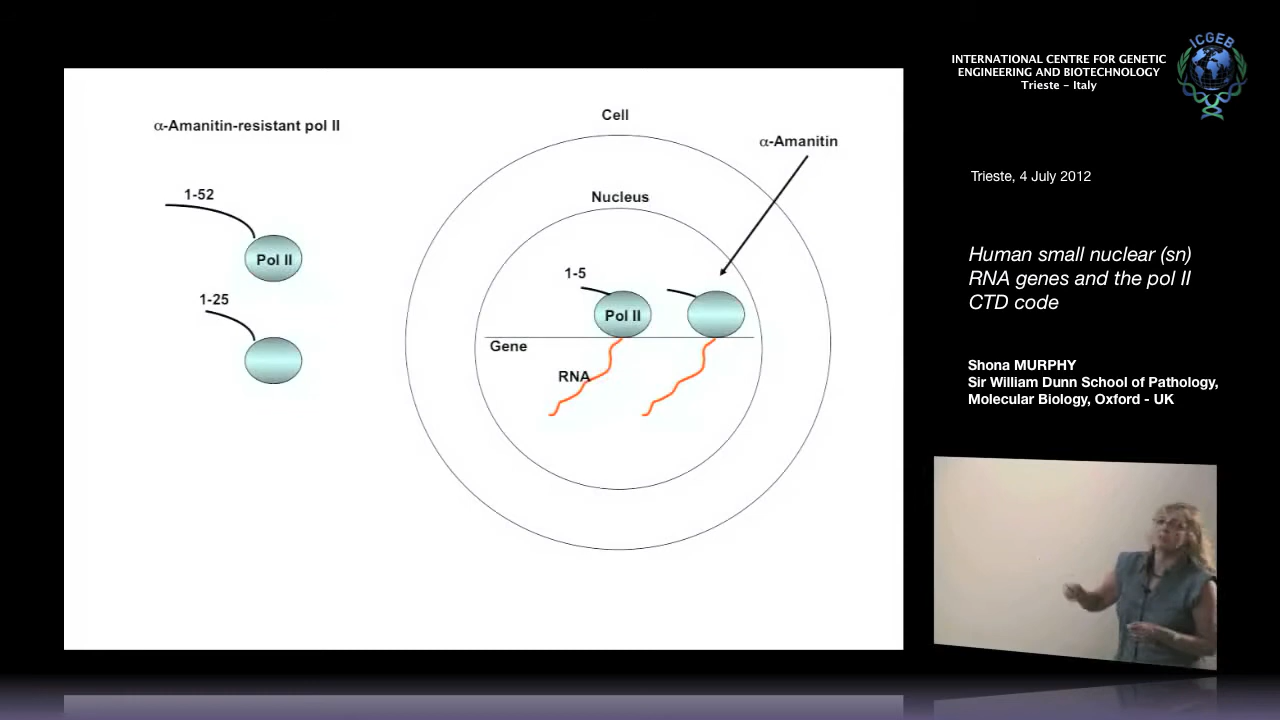 α-Amanitin-resistant pol II
1-52
Pol II
1-25
Cell
α-Amanitin
Nucleus
1-5
Pol II
Gene
RNA
INTERNATIONAL CENTRE FOR GENETIC
ENGINEERING AND BIOTECHNOLOGY
Trieste – Italy
ICGEB
Trieste, 4 July 2012
Human small nuclear (sn)
RNA genes and the pol II
CTD code
Shona MURPHY
Sir William Dunn School of Pathology,
Molecular Biology, Oxford - UK